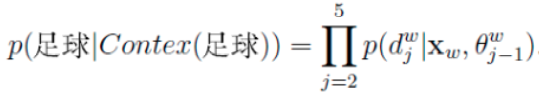 p(足球|Contex(足球)) = ∏_{j=2}^{5} p(d_j^w|x_w, θ_{j-1}^w).